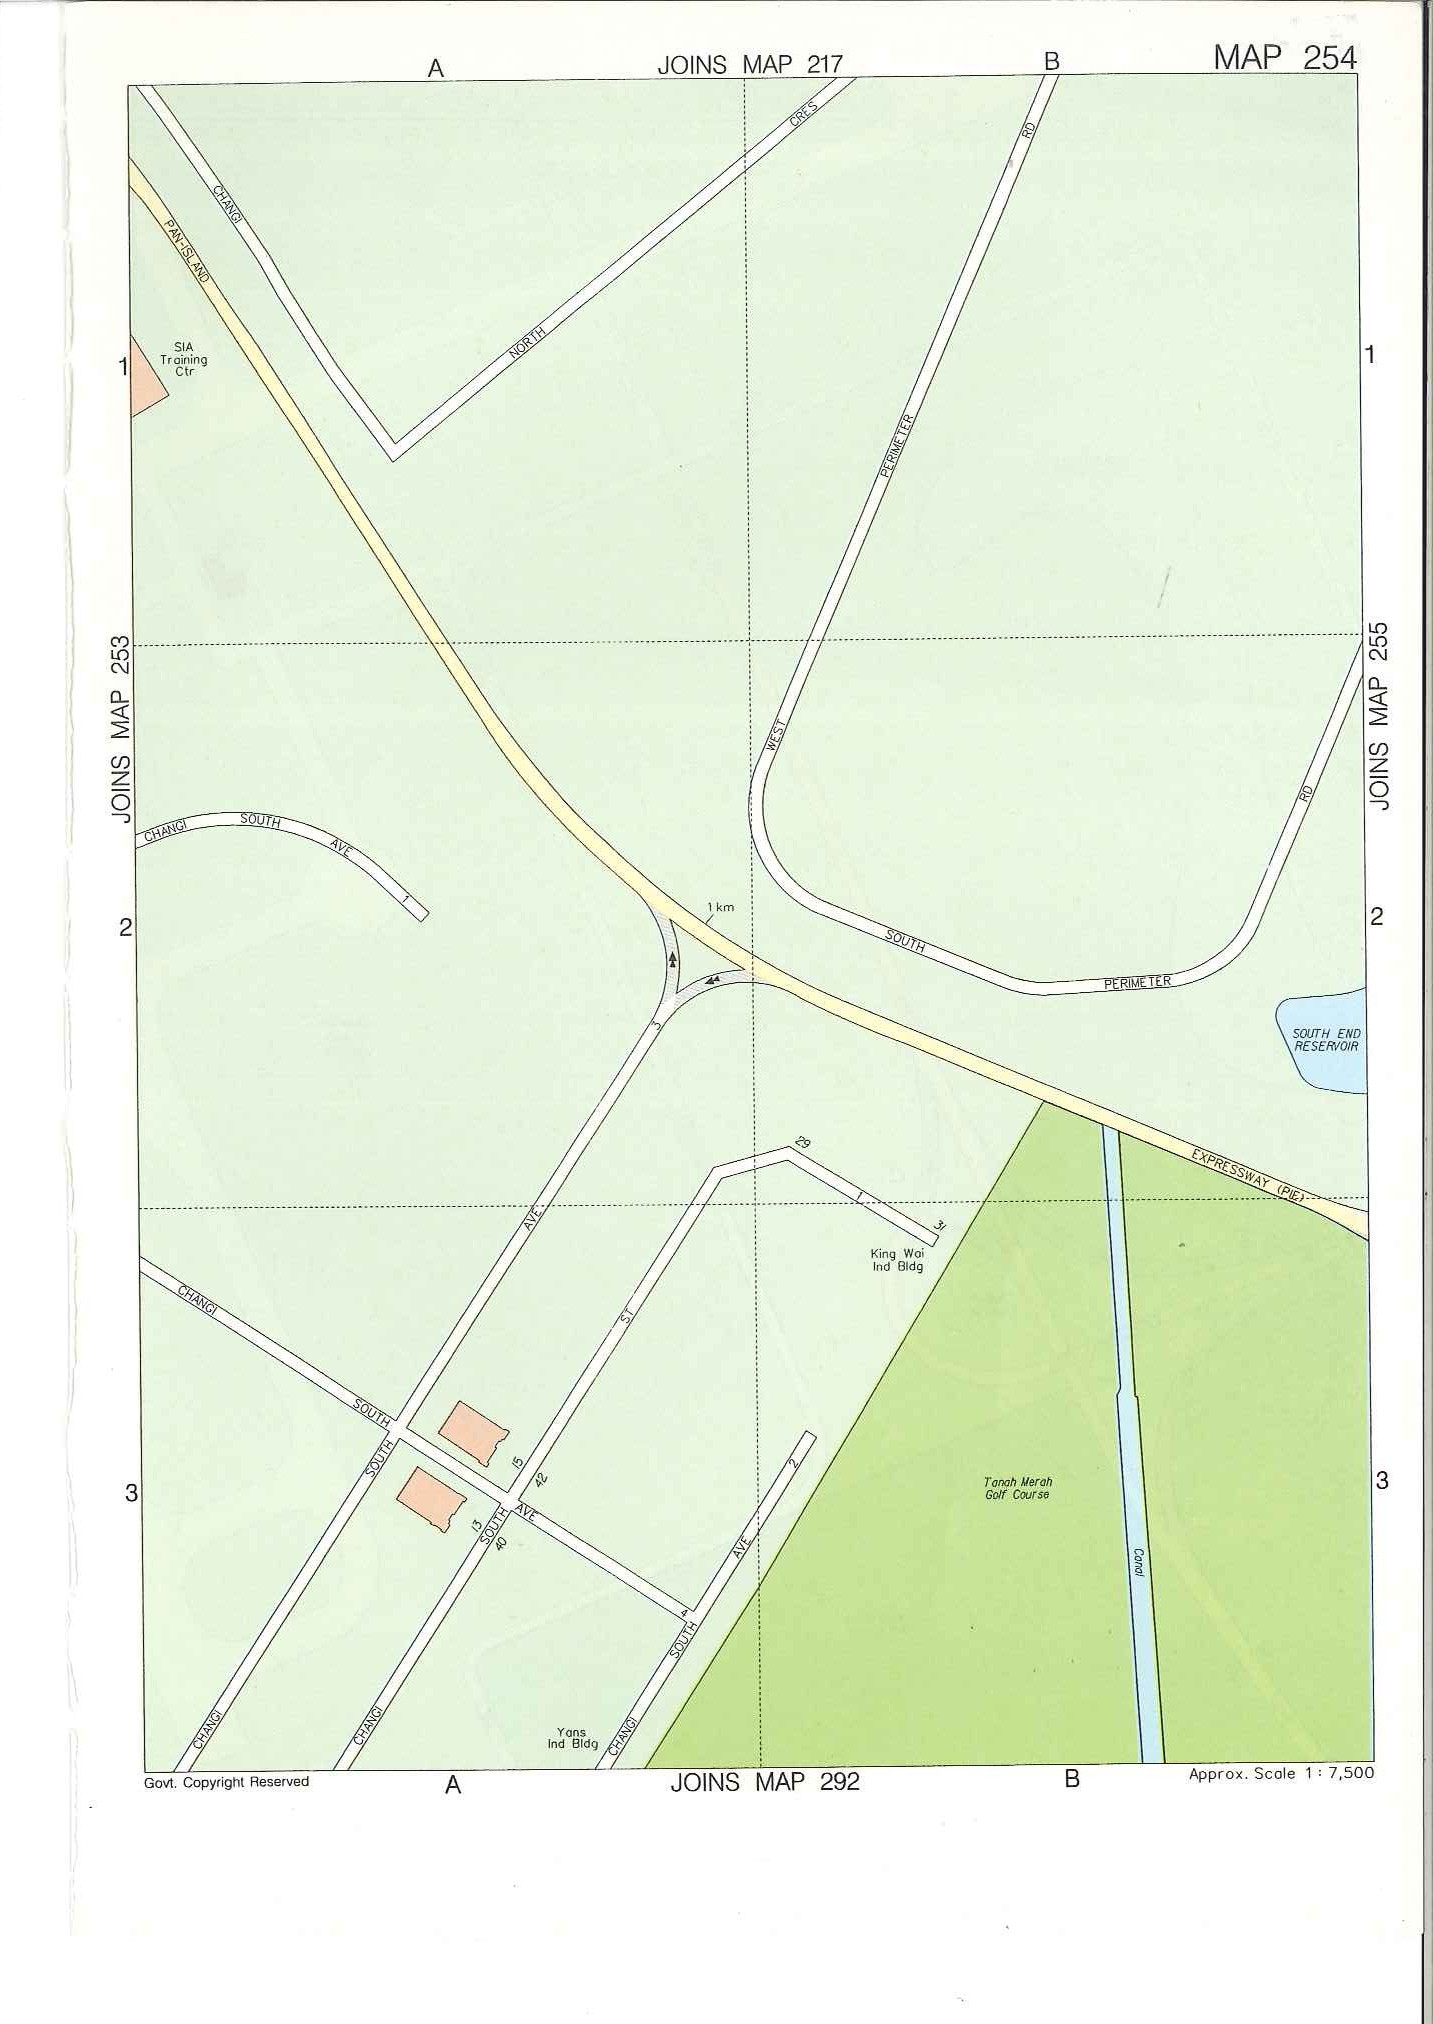 A
JOINS MAP 217
B
MAP 254
CHANGI
NORTH
CRES
RD
PERIMETER
WEST
PAN-ISLAND
SIA
Training
Ctr
1
1
JOINS MAP 253
JOINS MAP 255
CHANGI SOUTH AVE 1
RD
1 km
2
2
SOUTH
PERIMETER
SOUTH END
RESERVOIR
3
EXPRESSWAY (PIE)
29
1
31
AVE
King Wai
Ind Bldg
CHANGI
ST
SOUTH
SOUTH
15
42
2
Tanah Merah
Golf Course
3
3
AVE
13
SOUTH
40
AVE
Canal
4
SOUTH
CHANGI
CHANGI
Yans
Ind Bldg
CHANGI
Govt. Copyright Reserved
A
JOINS MAP 292
B
Approx. Scale 1 : 7,500